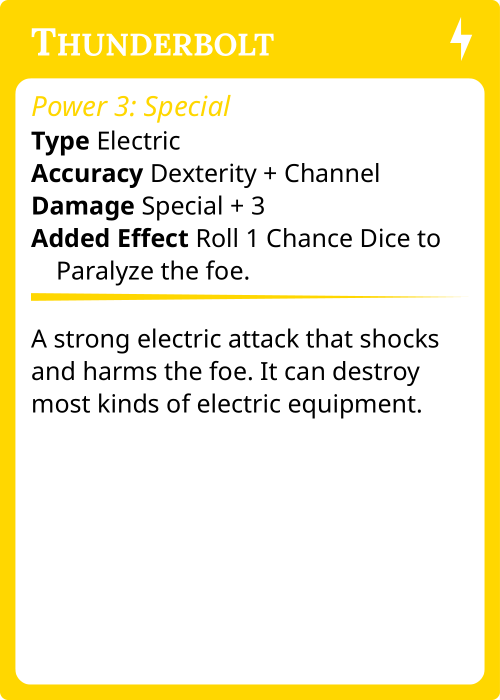 THUNDERBOLT
Power 3: Special
Type Electric
Accuracy Dexterity + Channel
Damage Special + 3
Added Effect Roll 1 Chance Dice to
Paralyze the foe.
A strong electric attack that shocks
and harms the foe. It can destroy
most kinds of electric equipment.